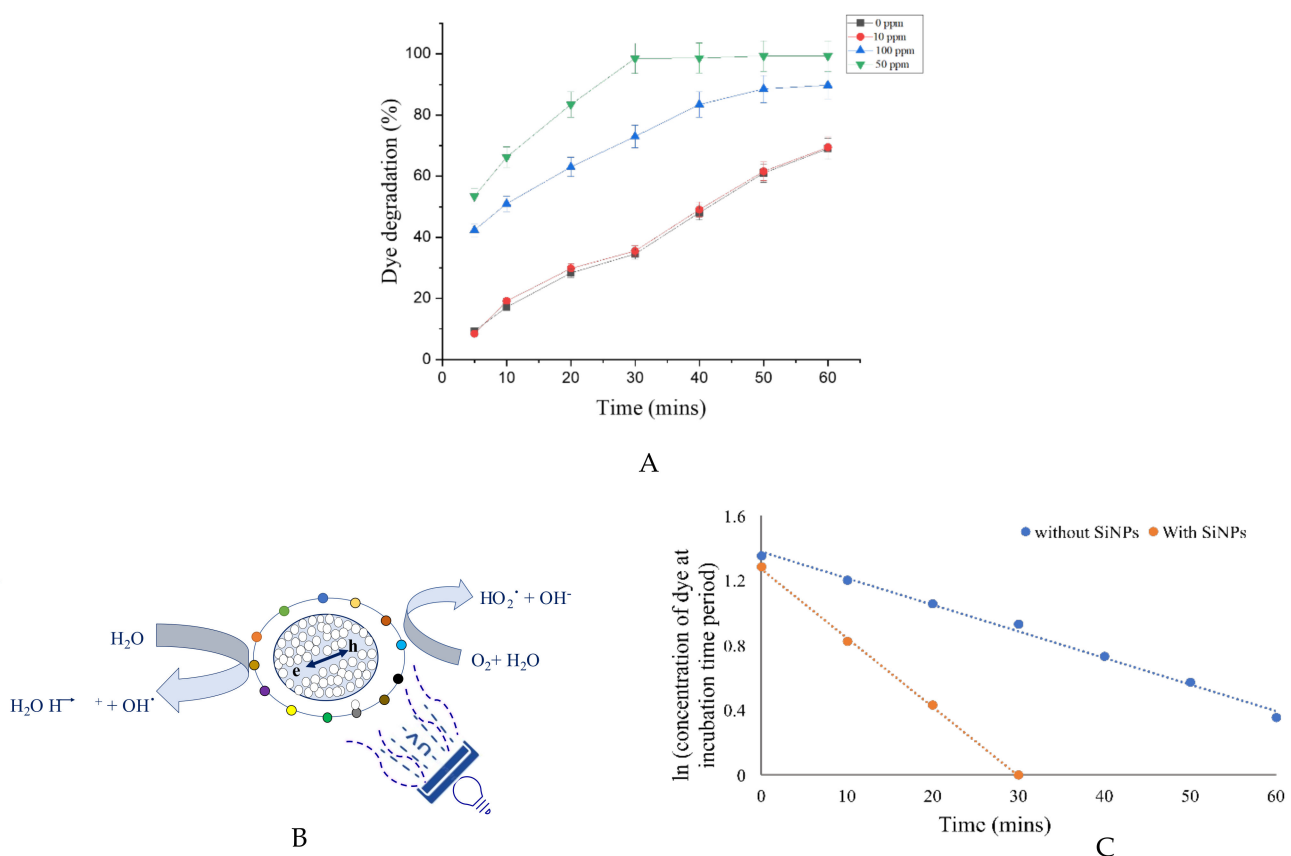 0 ppm
10 ppm
100 ppm
50 ppm
100
80
60
40
20
0
0 10 20 30 40 50 60
Dye degradation (%)
Time (mins)
A
H₂O
H₂O H⟶ ⁺ + OH•
e
h
HO₂• + OH⁻
O₂+ H₂O
UV
B
1.6
1.2
0.8
0.4
0
0 10 20 30 40 50 60
without SiNPs With SiNPs
ln (concentration of dye at
incubation time period)
Time (mins)
C